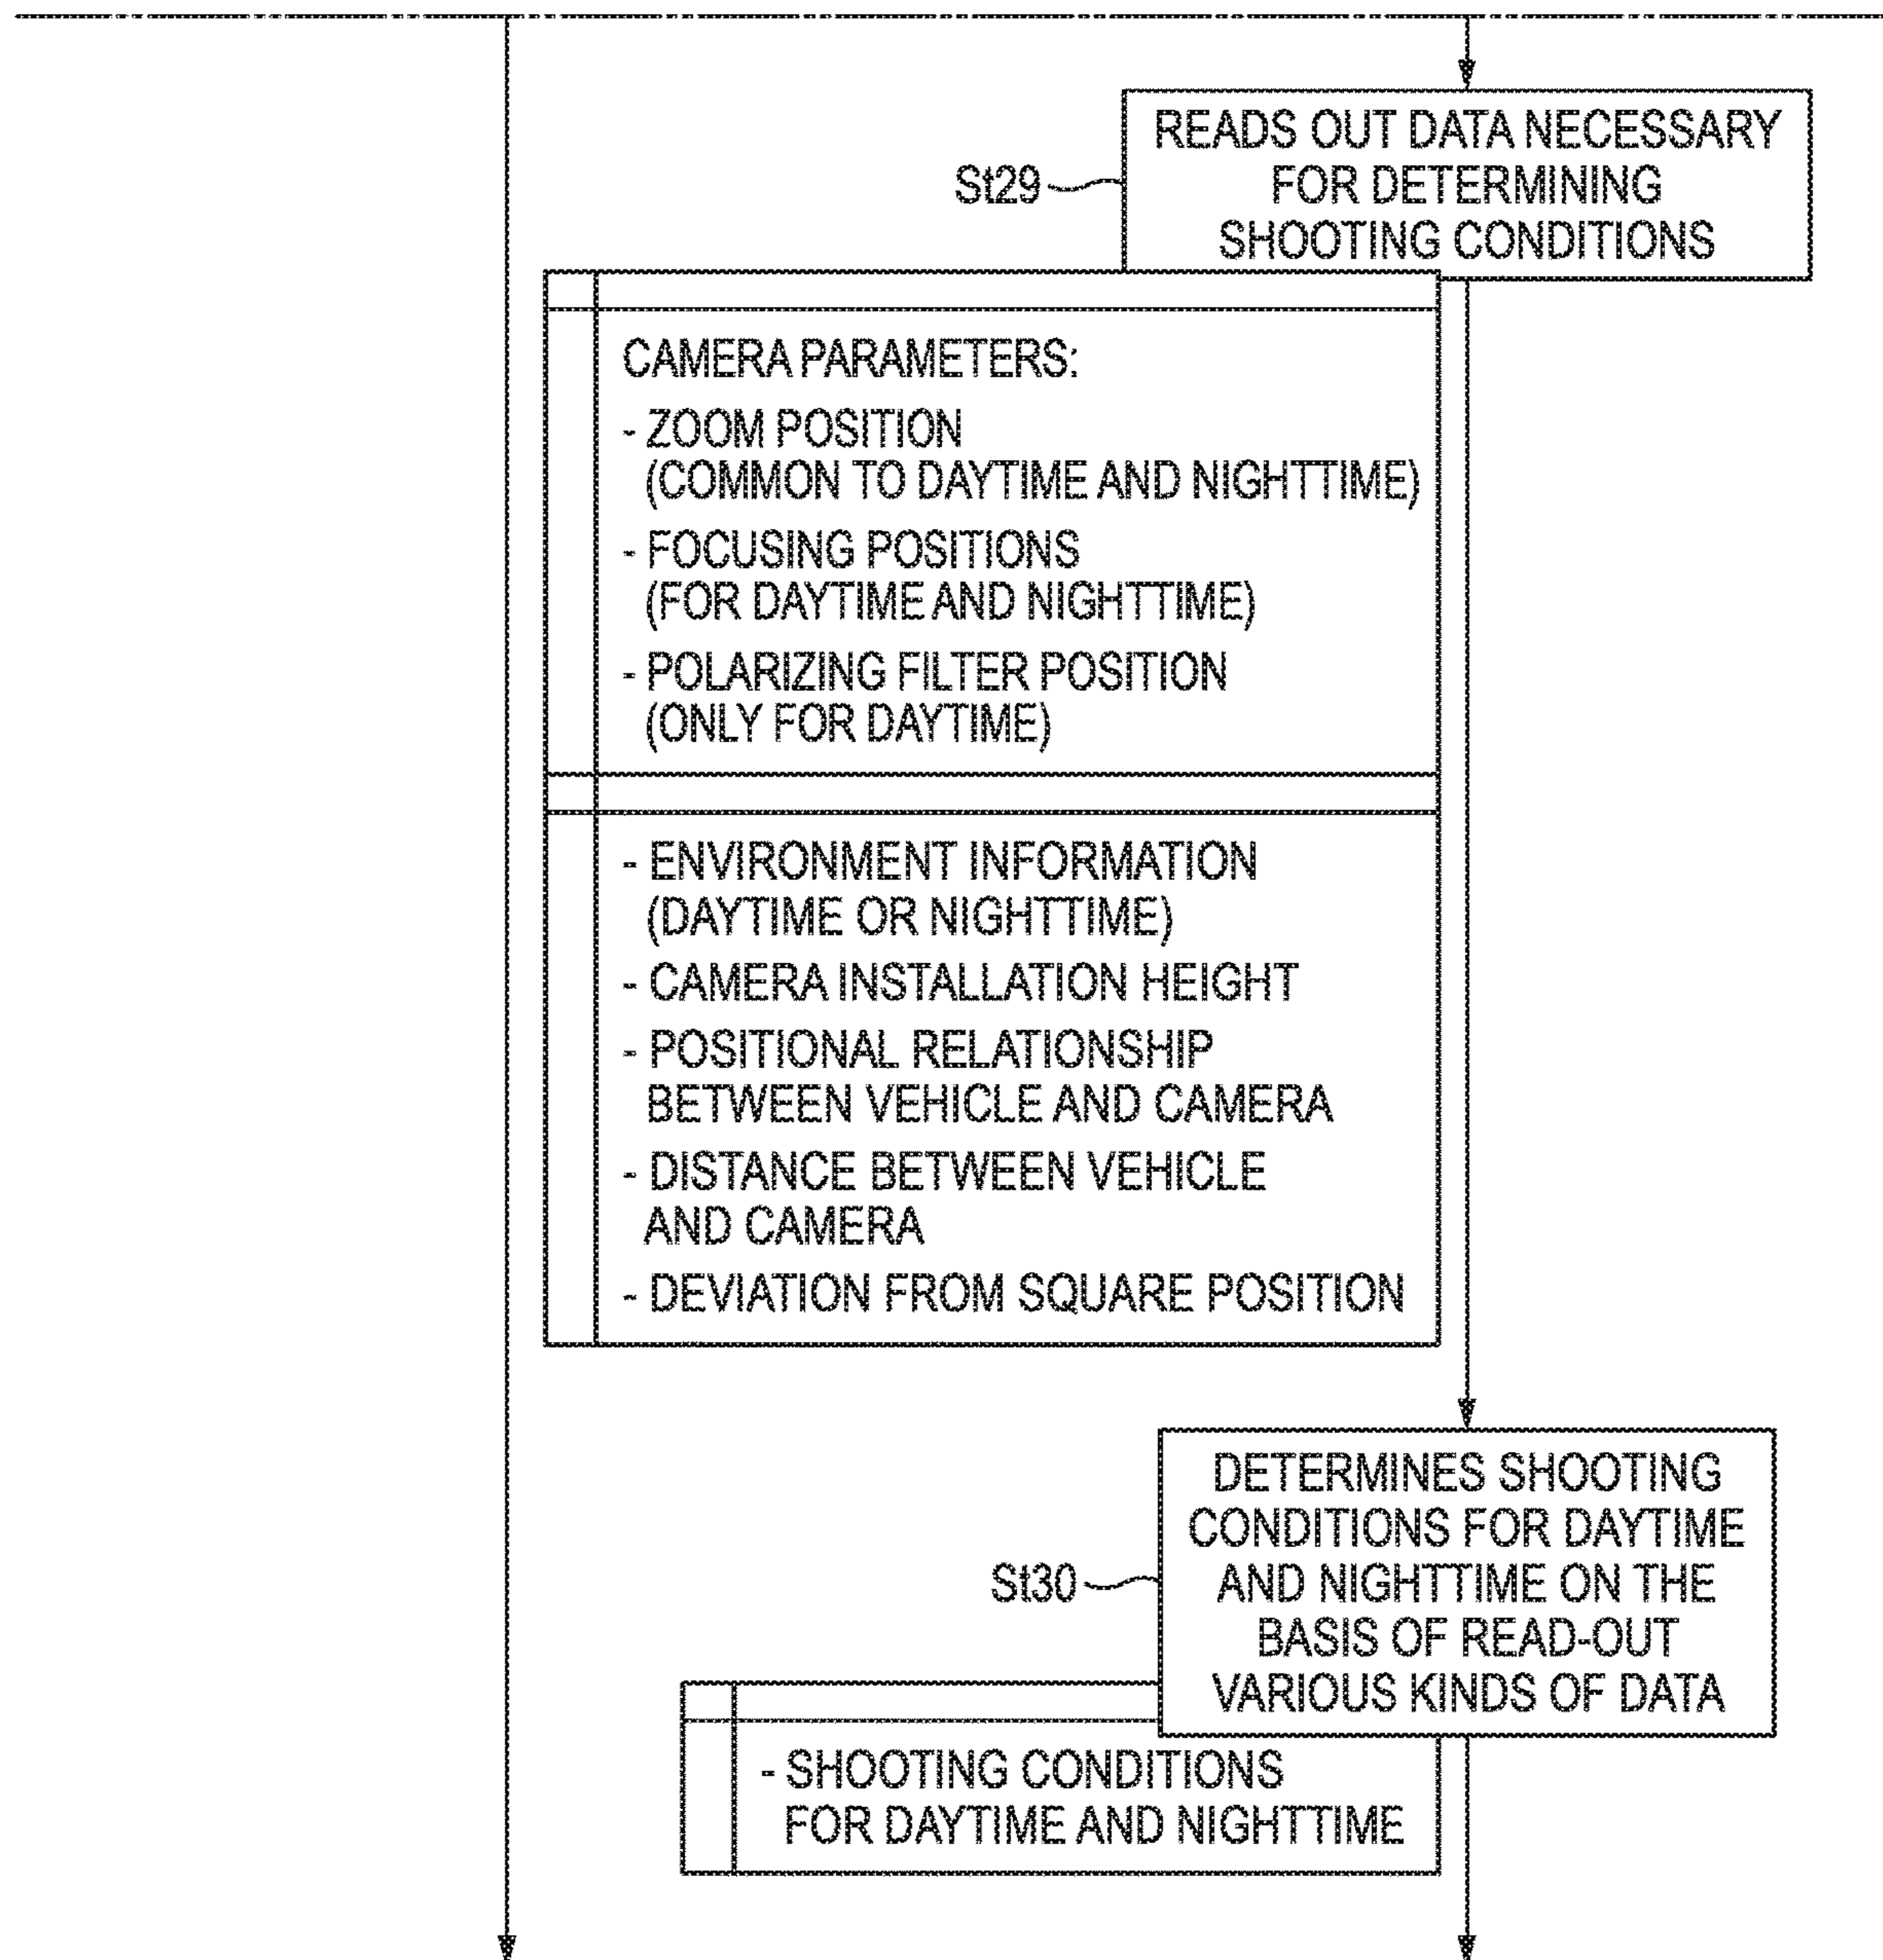 READS OUT DATA NECESSARY
FOR DETERMINING
SHOOTING CONDITIONS
St29
CAMERA PARAMETERS:
- ZOOM POSITION
(COMMON TO DAYTIME AND NIGHTTIME)
- FOCUSING POSITIONS
(FOR DAYTIME AND NIGHTTIME)
- POLARIZING FILTER POSITION
(ONLY FOR DAYTIME)
- ENVIRONMENT INFORMATION
(DAYTIME OR NIGHTTIME)
- CAMERA INSTALLATION HEIGHT
- POSITIONAL RELATIONSHIP
BETWEEN VEHICLE AND CAMERA
- DISTANCE BETWEEN VEHICLE
AND CAMERA
- DEVIATION FROM SQUARE POSITION
DETERMINES SHOOTING
CONDITIONS FOR DAYTIME
AND NIGHTTIME ON THE
BASIS OF READ-OUT
VARIOUS KINDS OF DATA
St30
- SHOOTING CONDITIONS
FOR DAYTIME AND NIGHTTIME